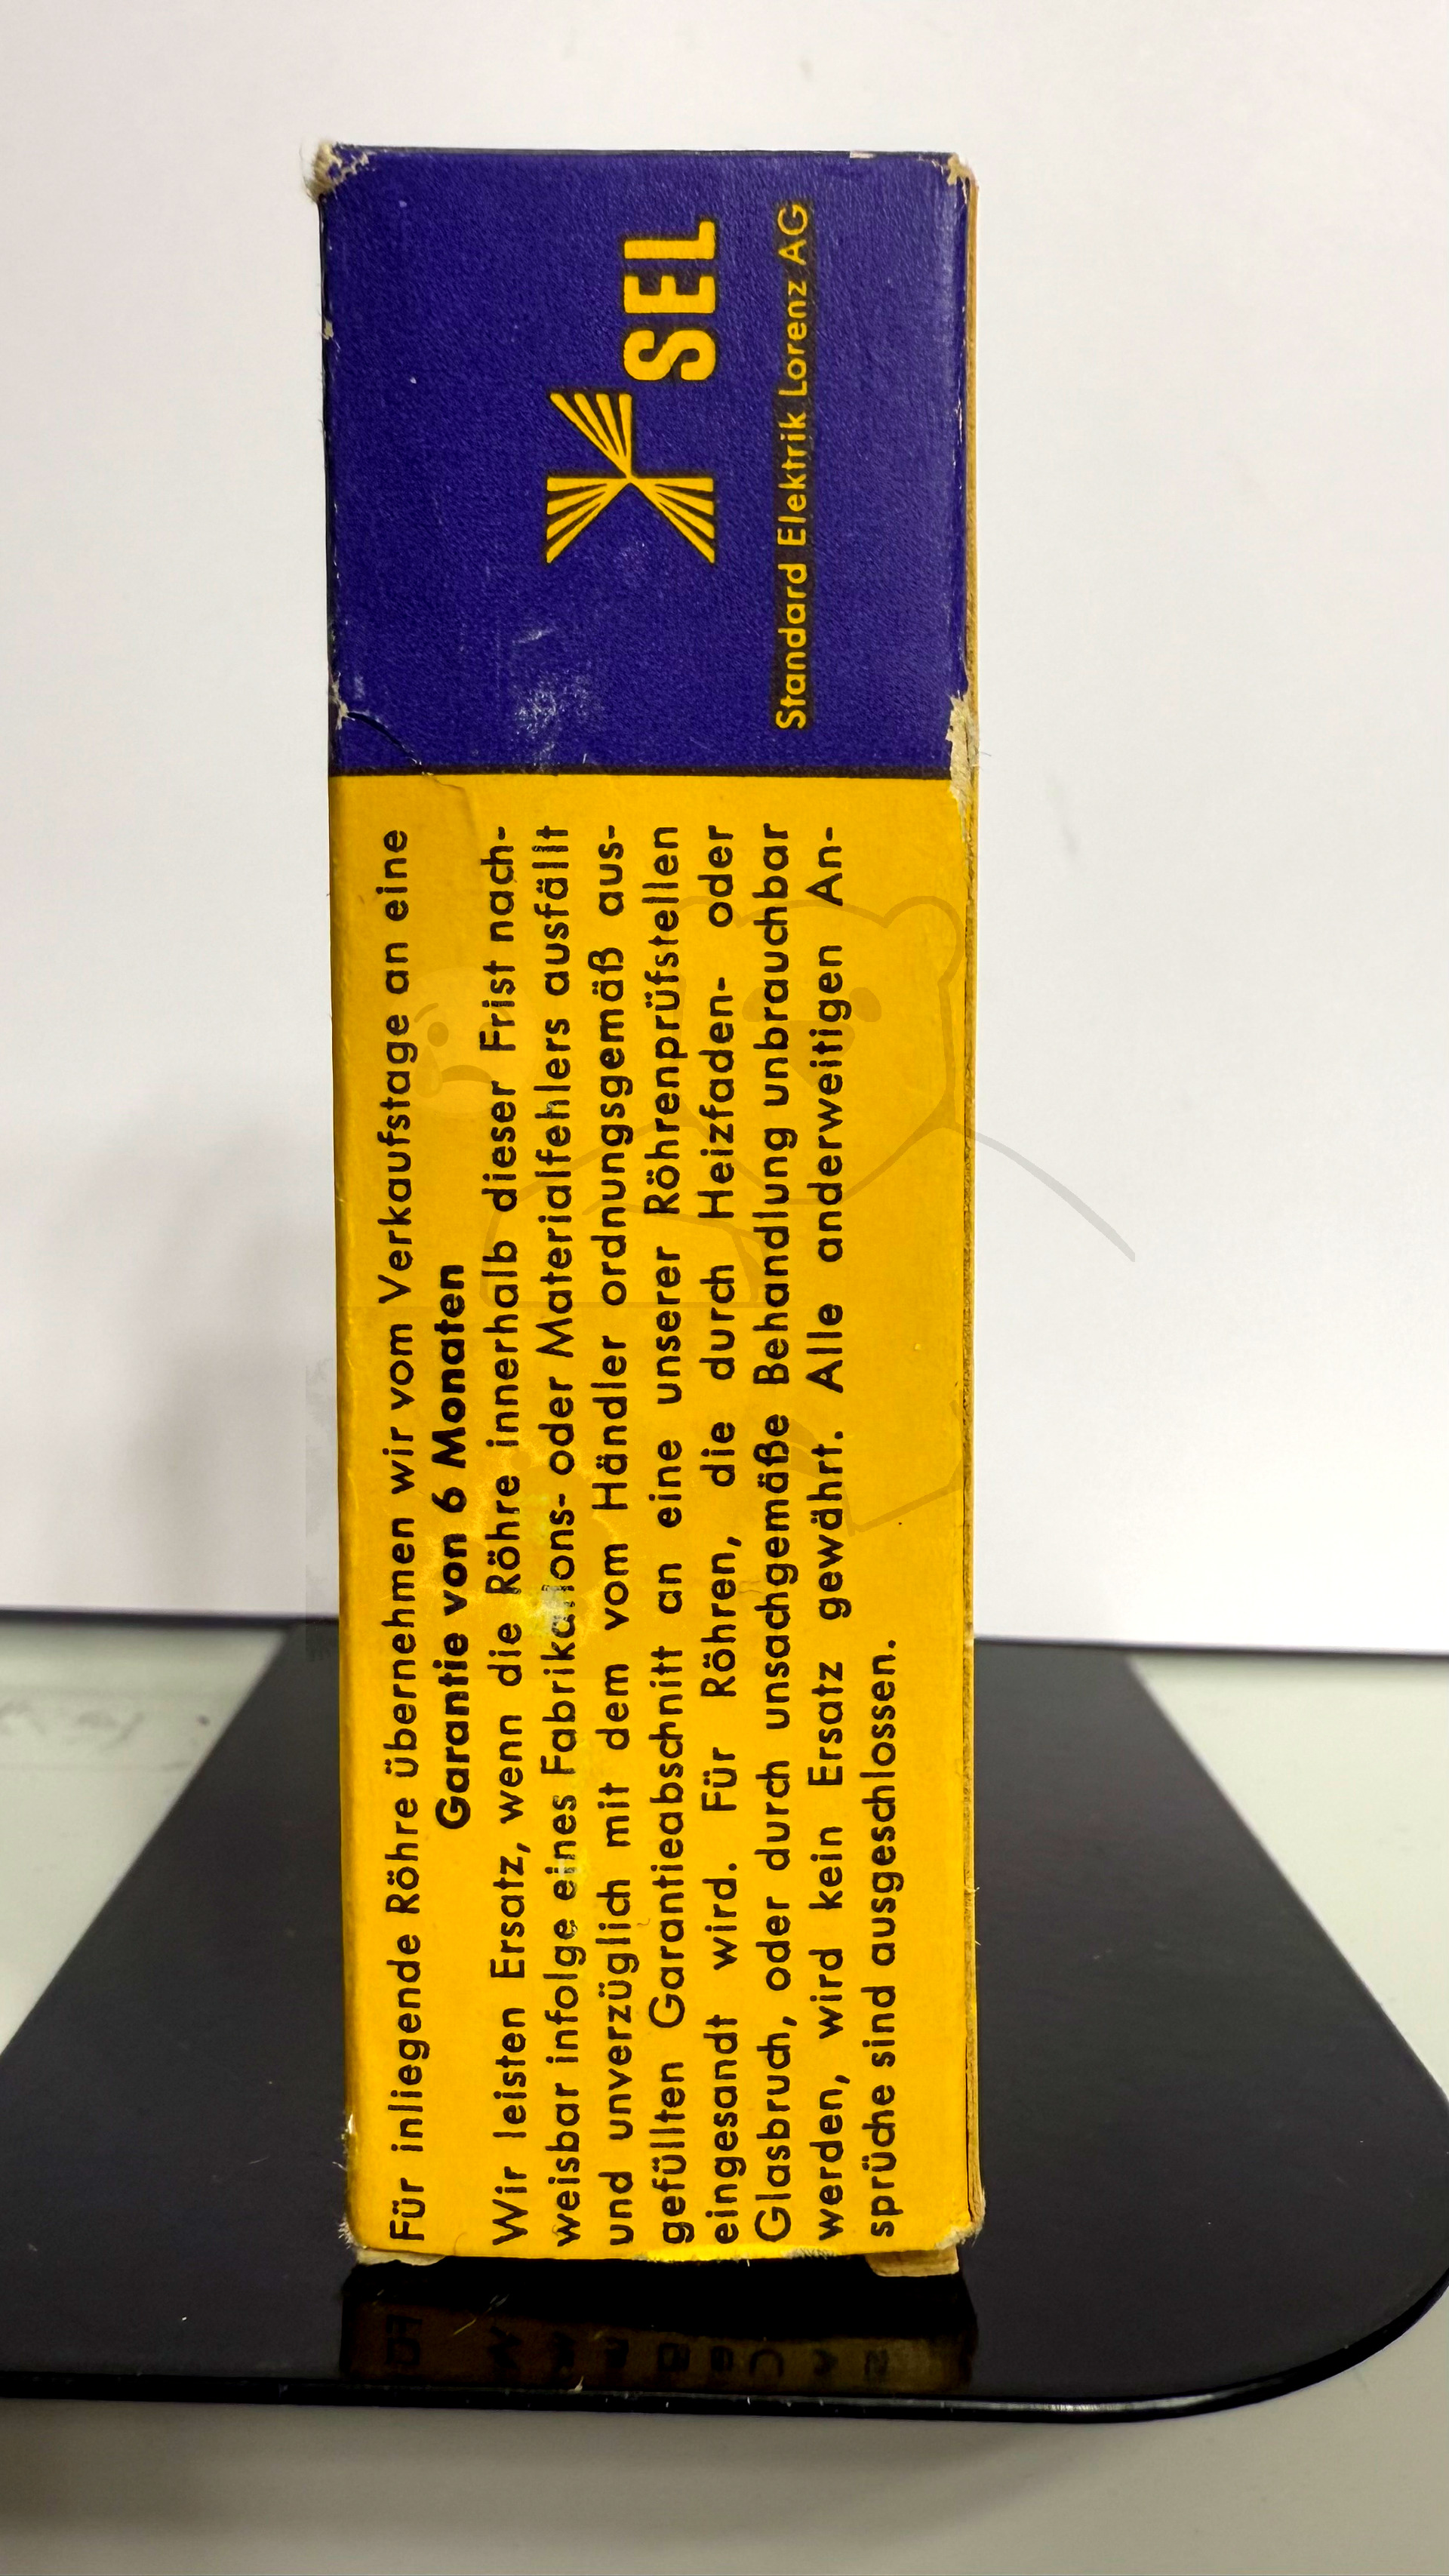 SEL
Standard Elektrik Lorenz AG
Für inliegende Röhre übernehmen wir vom Verkaufstage an eine
Garantie von 6 Monaten
Wir leisten Ersatz, wenn die Röhre innerhalb dieser Frist nach-
weisbar infolge eines Fabrikations- oder Materialfehlers ausfällt
und unverzüglich mit dem vom Händler ordnungsgemäß aus-
gefüllten Garantieabschnitt an eine unserer Röhrenprüfstellen
eingesandt wird. Für Röhren, die durch Heizfaden- oder
Glasbruch, oder durch unsachgemäße Behandlung unbrauchbar
werden, wird kein Ersatz gewährt. Alle anderweitigen An-
sprüche sind ausgeschlossen.